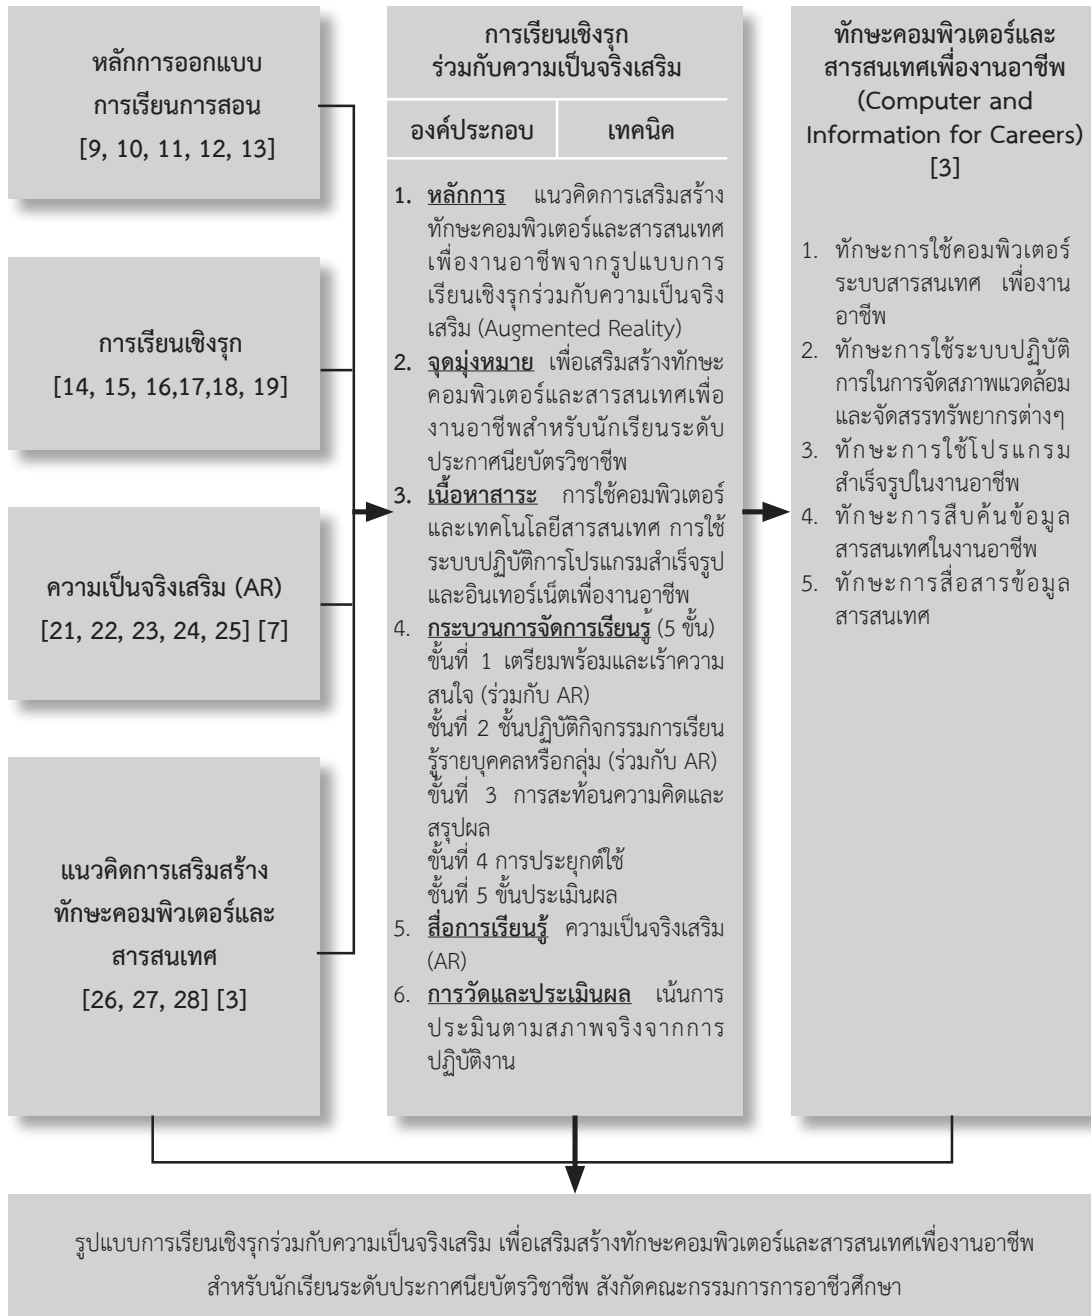 หลักการออกแบบ
การเรียนการสอน
[9, 10, 11, 12, 13]
การเรียนเชิงรุก
[14, 15, 16,17,18, 19]
ความเป็นจริงเสริม (AR)
[21, 22, 23, 24, 25] [7]
แนวคิดการเสริมสร้าง
ทักษะคอมพิวเตอร์และ
สารสนเทศ
[26, 27, 28] [3]
การเรียนเชิงรุก
ร่วมกับความเป็นจริงเสริม
องค์ประกอบ เทคนิค
1. หลักการ แนวคิดการเสริมสร้าง
ทักษะคอมพิวเตอร์และสารสนเทศ
เพื่องานอาชีพจากรูปแบบการ
เรียนเชิงรุกร่วมกับความเป็นจริง
เสริม (Augmented Reality)
2. จุดมุ่งหมาย เพื่อเสริมสร้างทักษะ
คอมพิวเตอร์และสารสนเทศเพื่อ
งานอาชีพสำหรับนักเรียนระดับ
ประกาศนียบัตรวิชาชีพ
3. เนื้อหาสาระ การใช้คอมพิวเตอร์
และเทคโนโลยีสารสนเทศ การใช้
ระบบปฏิบัติการโปรแกรมสำเร็จรูป
และอินเทอร์เน็ตเพื่องานอาชีพ
4. กระบวนการจัดการเรียนรู้ (5 ขั้น)
ขั้นที่ 1 เตรียมพร้อมและเร้าความ
สนใจ (ร่วมกับ AR)
ชั้นที่ 2 ชั้นปฏิบัติกิจกรรมการเรียน
รู้รายบุคคลหรือกลุ่ม (ร่วมกับ AR)
ขั้นที่ 3 การสะท้อนความคิดและ
สรุปผล
ขั้นที่ 4 การประยุกต์ใช้
ชั้นที่ 5 ขั้นประเมินผล
5. สื่อการเรียนรู้ ความเป็นจริงเสริม
(AR)
6. การวัดและประเมินผล เน้นการ
ประเมินตามสภาพจริงจากการ
ปฏิบัติงาน
ทักษะคอมพิวเตอร์และ
สารสนเทศเพื่องานอาชีพ
(Computer and
Information for Careers)
[3]
1. ทักษะการใช้คอมพิวเตอร์
ระบบสารสนเทศ เพื่องาน
อาชีพ
2. ทักษะการใช้ระบบปฏิบัติ
การในการจัดสภาพแวดล้อม
และจัดสรรทรัพยากรต่างๆ
3. ทักษะการใช้โปรแกรม
สำเร็จรูปในงานอาชีพ
4. ทักษะการสืบค้นข้อมูล
สารสนเทศในงานอาชีพ
5. ทักษะการสื่อสารข้อมูล
สารสนเทศ
รูปแบบการเรียนเชิงรุกร่วมกับความเป็นจริงเสริม เพื่อเสริมสร้างทักษะคอมพิวเตอร์และสารสนเทศเพื่องานอาชีพ
สำหรับนักเรียนระดับประกาศนียบัตรวิชาชีพ สังกัดคณะกรรมการการอาชีวศึกษา